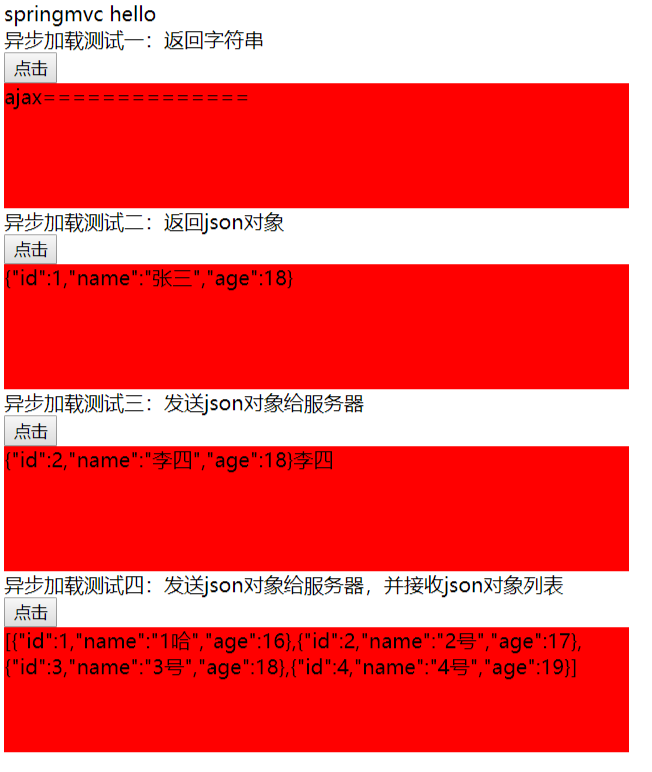 springmvc hello
异步加载测试一：返回字符串
点击
ajax==============
异步加载测试二：返回json对象
点击
{"id":1,"name":"张三","age":18}
异步加载测试三：发送json对象给服务器
点击
{"id":2,"name":"李四","age":18}李四
异步加载测试四：发送json对象给服务器，并接收json对象列表
点击
[{"id":1,"name":"1哈","age":16},{"id":2,"name":"2号","age":17},
{"id":3,"name":"3号","age":18},{"id":4,"name":"4号","age":19}]